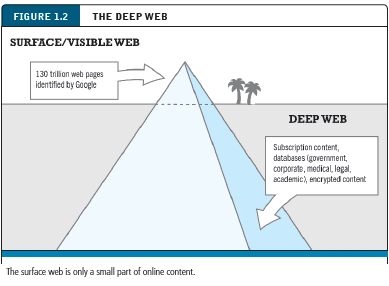 FIGURE 1.2 THE DEEP WEB
SURFACE/VISIBLE WEB
130 trillion web pages
identified by Google
DEEP WEB
Subscription content,
databases (government,
corporate, medical, legal,
academic), encrypted content
The surface web is only a small part of online content.